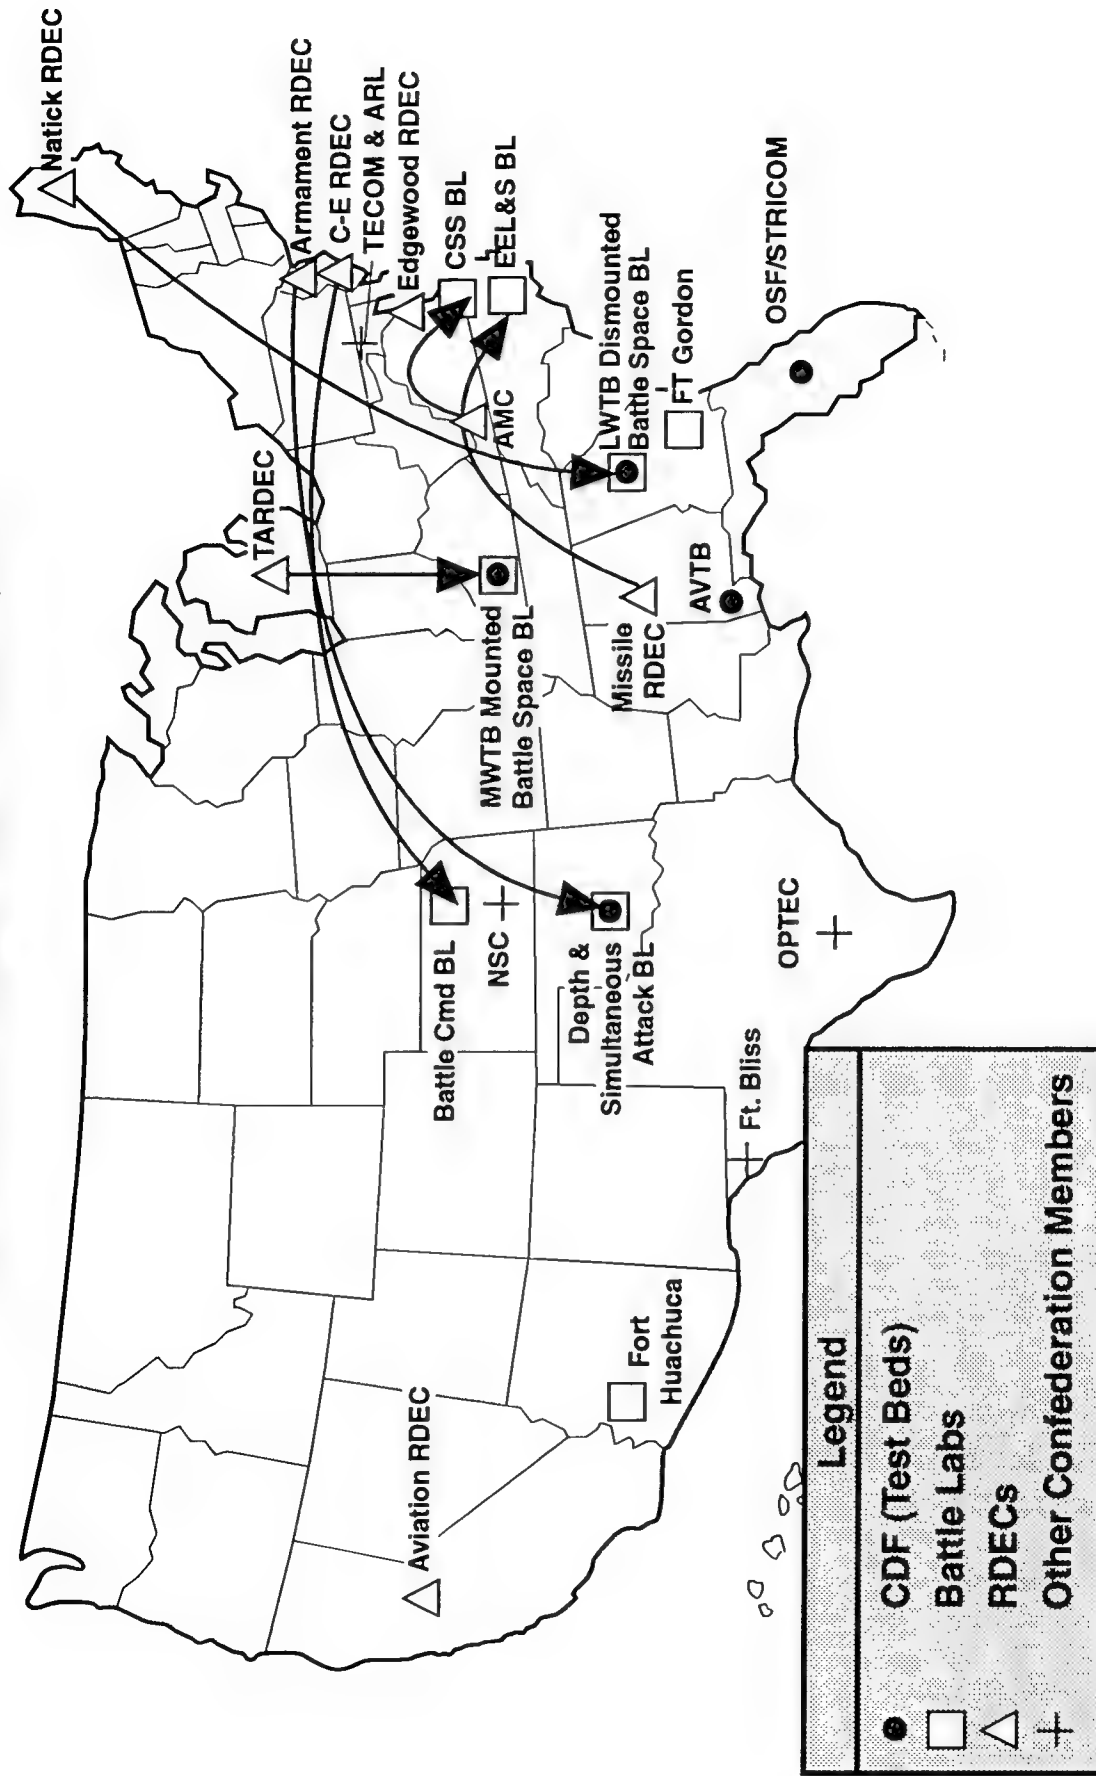 Natick RDEC
Armament RDEC
C-E RDEC
TECOM & ARL
Edgewood RDEC
CSS BL
EEL&S BL
TARDEC
AMC
LWTB Dismounted
Battle Space BL
FT Gordon
OSF/STRICOM
MWTB Mounted
Battle Space BL
Missile
RDEC
AVTB
Battle Cmd BL
NSC
Depth &
Simultaneous
Attack BL
OPTEC
Ft. Bliss
Aviation RDEC
Fort
Huachuca
Legend
CDF (Test Beds)
Battle Labs
RDECs
Other Confederation Members